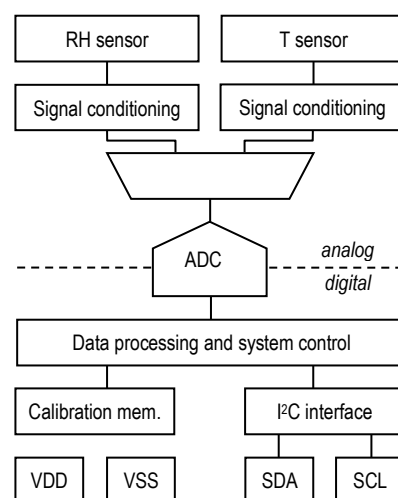 RH sensor
T sensor
Signal conditioning
Signal conditioning
ADC
analog
digital
Data processing and system control
Calibration mem.
I²C interface
VDD
VSS
SDA
SCL